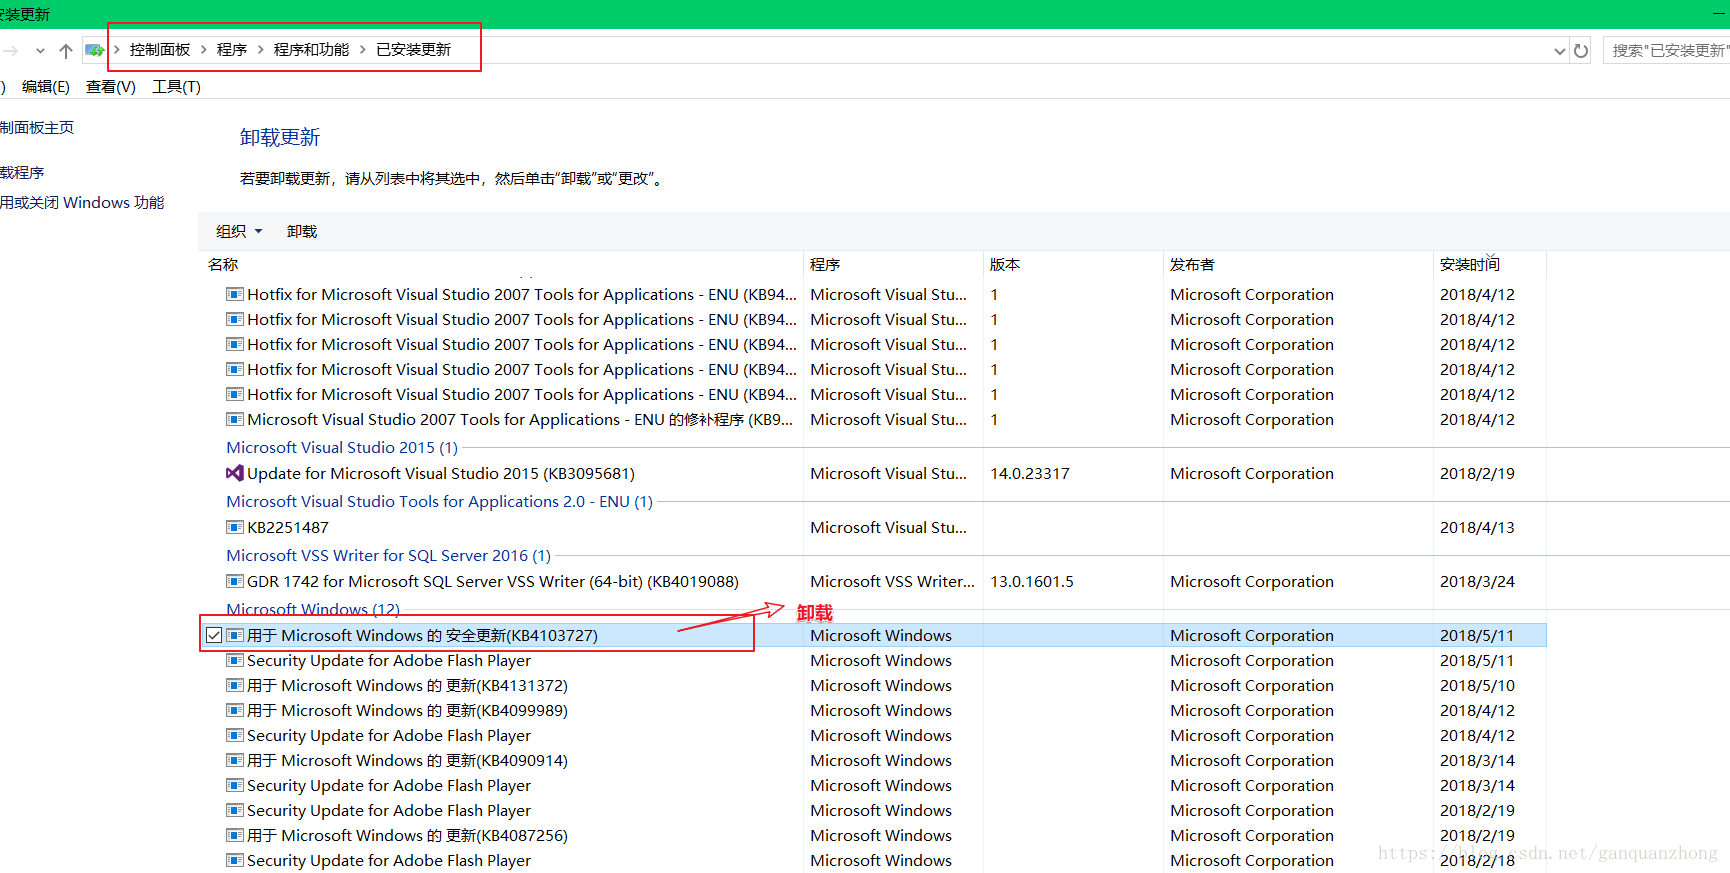 安装更新
控制面板 程序 程序和功能 已安装更新
搜索"已安装更新"
) 编辑(E) 查看(V) 工具(T)
制面板主页
载程序
用或关闭 Windows 功能
卸载更新
若要卸载更新，请从列表中将其选中，然后单击“卸载”或“更改”。
组织 卸载
名称 程序 版本 发布者 安装时间
Hotfix for Microsoft Visual Studio 2007 Tools for Applications - ENU (KB94... Microsoft Visual Stu... 1 Microsoft Corporation 2018/4/12
Hotfix for Microsoft Visual Studio 2007 Tools for Applications - ENU (KB94... Microsoft Visual Stu... 1 Microsoft Corporation 2018/4/12
Hotfix for Microsoft Visual Studio 2007 Tools for Applications - ENU (KB94... Microsoft Visual Stu... 1 Microsoft Corporation 2018/4/12
Hotfix for Microsoft Visual Studio 2007 Tools for Applications - ENU (KB94... Microsoft Visual Stu... 1 Microsoft Corporation 2018/4/12
Hotfix for Microsoft Visual Studio 2007 Tools for Applications - ENU (KB94... Microsoft Visual Stu... 1 Microsoft Corporation 2018/4/12
Microsoft Visual Studio 2007 Tools for Applications - ENU 的修补程序 (KB9... Microsoft Visual Stu... 1 Microsoft Corporation 2018/4/12
Microsoft Visual Studio 2015 (1)
Update for Microsoft Visual Studio 2015 (KB3095681) Microsoft Visual Stu... 14.0.23317 Microsoft Corporation 2018/2/19
Microsoft Visual Studio Tools for Applications 2.0 - ENU (1)
KB2251487 Microsoft Visual Stu... 2018/4/13
Microsoft VSS Writer for SQL Server 2016 (1)
GDR 1742 for Microsoft SQL Server VSS Writer (64-bit) (KB4019088) Microsoft VSS Writer... 13.0.1601.5 Microsoft Corporation 2018/3/24
Microsoft Windows (12)
卸载
用于 Microsoft Windows 的 安全更新(KB4103727) Microsoft Windows Microsoft Corporation 2018/5/11
Security Update for Adobe Flash Player Microsoft Windows Microsoft Corporation 2018/5/11
用于 Microsoft Windows 的 更新(KB4131372) Microsoft Windows Microsoft Corporation 2018/5/10
用于 Microsoft Windows 的 更新(KB4099989) Microsoft Windows Microsoft Corporation 2018/4/12
Security Update for Adobe Flash Player Microsoft Windows Microsoft Corporation 2018/4/12
用于 Microsoft Windows 的 更新(KB4090914) Microsoft Windows Microsoft Corporation 2018/3/14
Security Update for Adobe Flash Player Microsoft Windows Microsoft Corporation 2018/3/14
Security Update for Adobe Flash Player Microsoft Windows Microsoft Corporation 2018/2/19
用于 Microsoft Windows 的 更新(KB4087256) Microsoft Windows Microsoft Corporation 2018/2/19
Security Update for Adobe Flash Player Microsoft Windows Microsoft Corporation 2018/2/18
https://blog.csdn.net/ganquanzhong